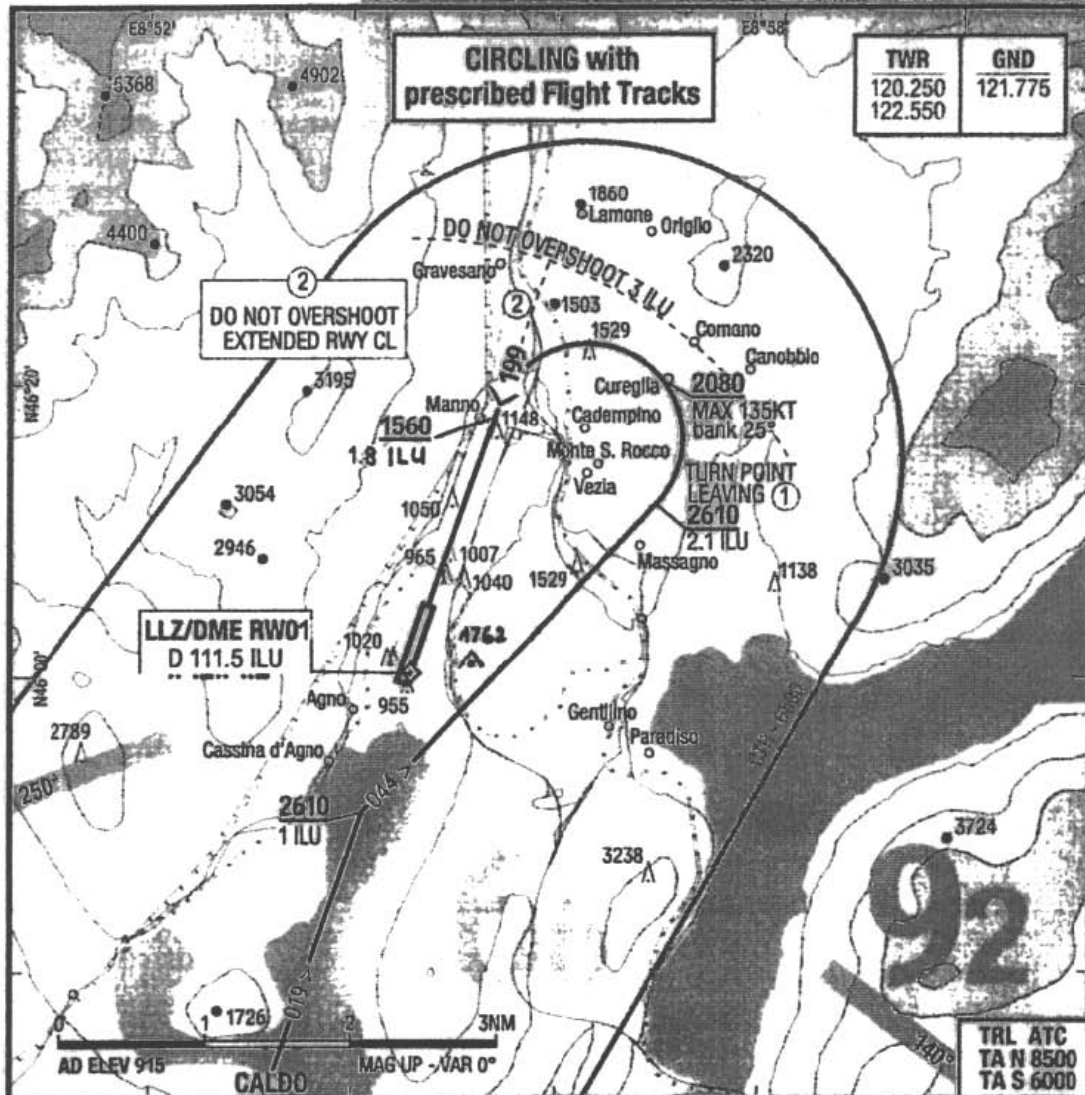 E8°52'
E8°58'
CIRCLING with
prescribed Flight Tracks
TWR
120.250
122.550
GND
121.775
5368
4902
4400
1860
Lamone
Origlio
DO NOT OVERSHOOT 3 ILU
2320
Gravesano
②
DO NOT OVERSHOOT
EXTENDED RWY CL
②
1503
1529
Comano
Canobbio
N46°20'
3195
199
Cureglia
2080
MAX 135KT
bank 25°
Manno
1560
1.8 ILU
1148
Cadempino
Monte S. Rocco
Vezia
TURN POINT
LEAVING ①
2610
2.1 ILU
3054
1050
2946
965
1007
1040
1529
Massagno
1138
3035
LLZ/DME RW01
D 111.5 ILU
1020
1762
N46°00'
Agno
955
Gentilino
Paradiso
2789
Cassina d'Agno
250°
044
2610
1 ILU
3238
3724
92
019
1726
0
1
2
3NM
AD ELEV 915
MAG UP - VAR 0°
CALDO
140°
TRL ATC
TA N 8500
TA S 6000